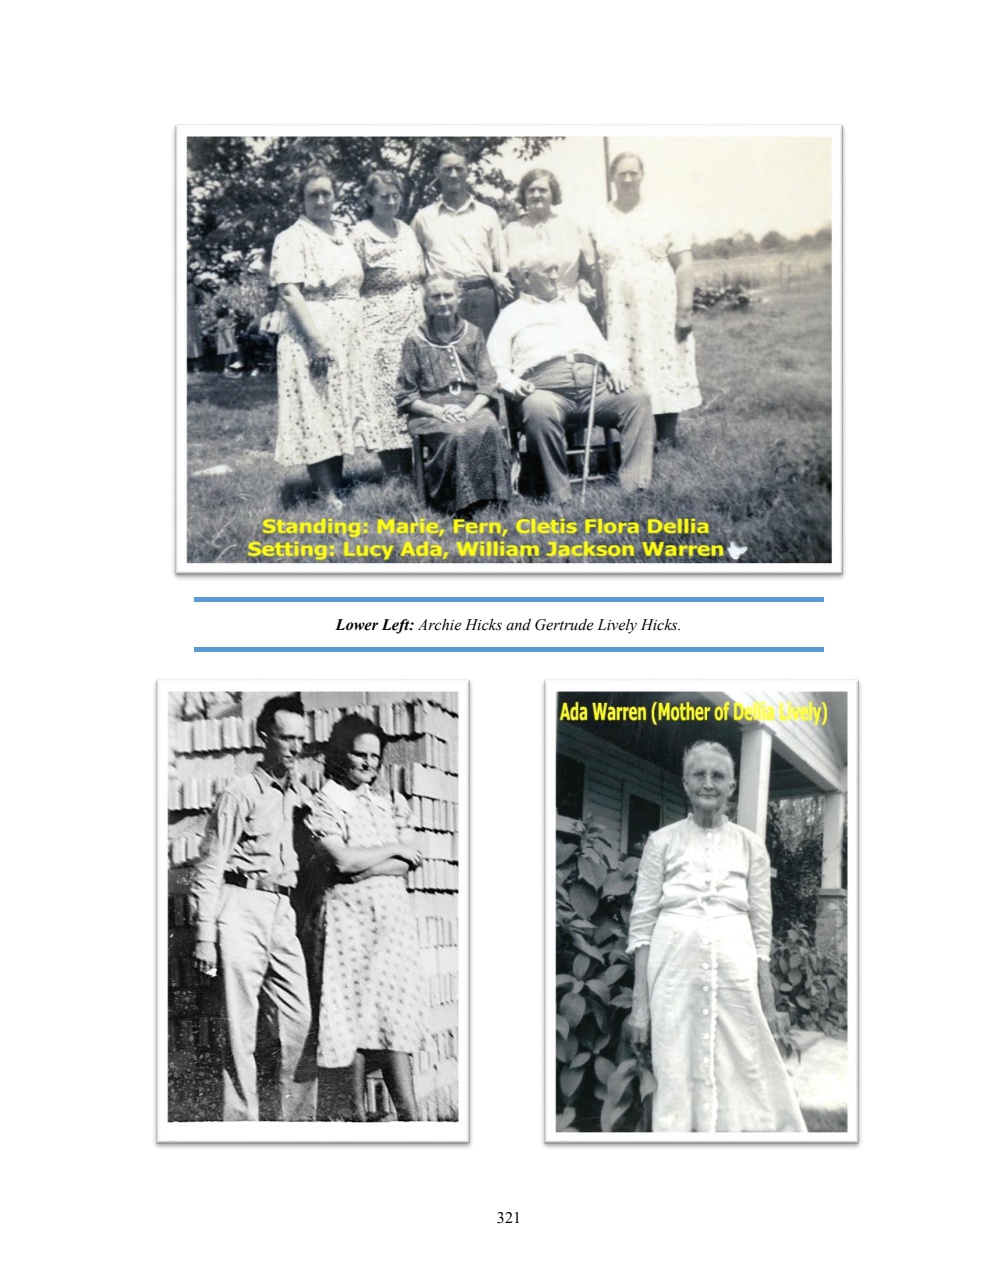 Standing: Marie, Fern, Cletis Flora Dellia
Setting: Lucy Ada, William Jackson Warren
Lower Left: Archie Hicks and Gertrude Lively Hicks.
Ada Warren (Mother of Dellia Lively)
321